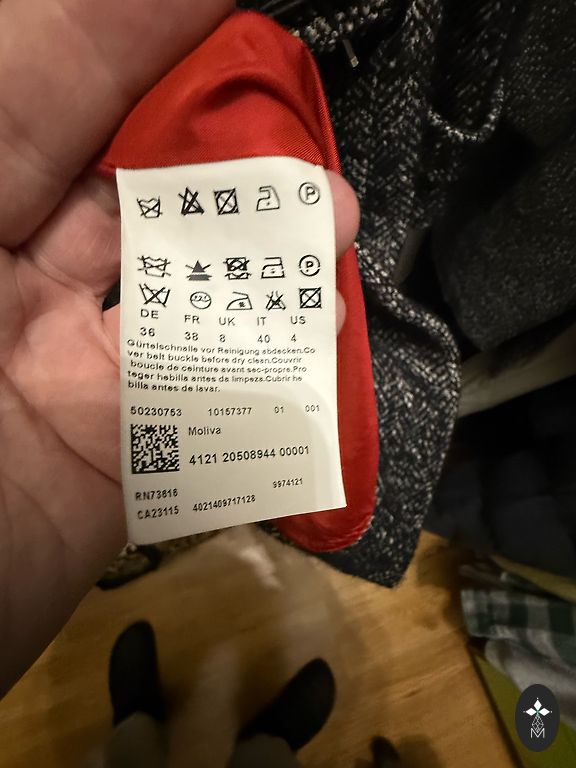 P
P
DE FR UK IT US
36 38 8 40 4
Gürtelschnalle vor Reinigung abdecken.Co
ver belt buckle before dry clean.Couvrir
boucle de ceinture avant sec-propre.Pro
teger hebilla antes da limpeza.Cubrir he
billa antes de lavar.
50230753 10157377 01 001
Moliva
4121 20508944 00001
RN73616 9974121
CA23115 4021409717128
M